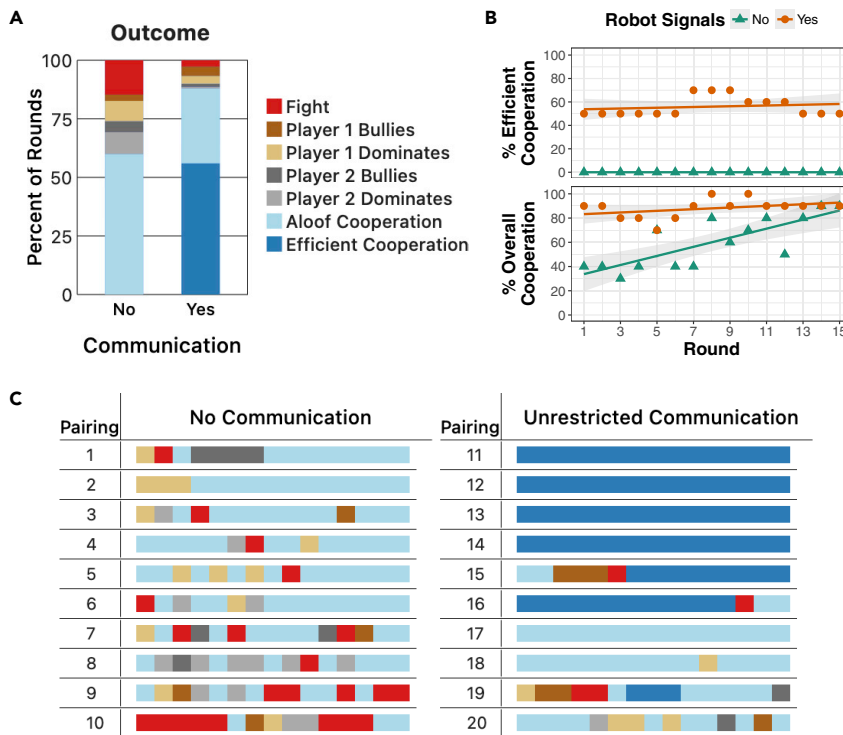 A
Outcome
Percent of Rounds
100
75
50
25
0
No
Yes
Communication
Fight
Player 1 Bullies
Player 1 Dominates
Player 2 Bullies
Player 2 Dominates
Aloof Cooperation
Efficient Cooperation
B
Robot Signals No Yes
% Efficient
Cooperation
100
80
60
40
20
0
% Overall
Cooperation
100
80
60
40
20
0
1 3 5 7 9 11 13 15
Round
C
Pairing No Communication
1
2
3
4
5
6
7
8
9
10
Pairing Unrestricted Communication
11
12
13
14
15
16
17
18
19
20